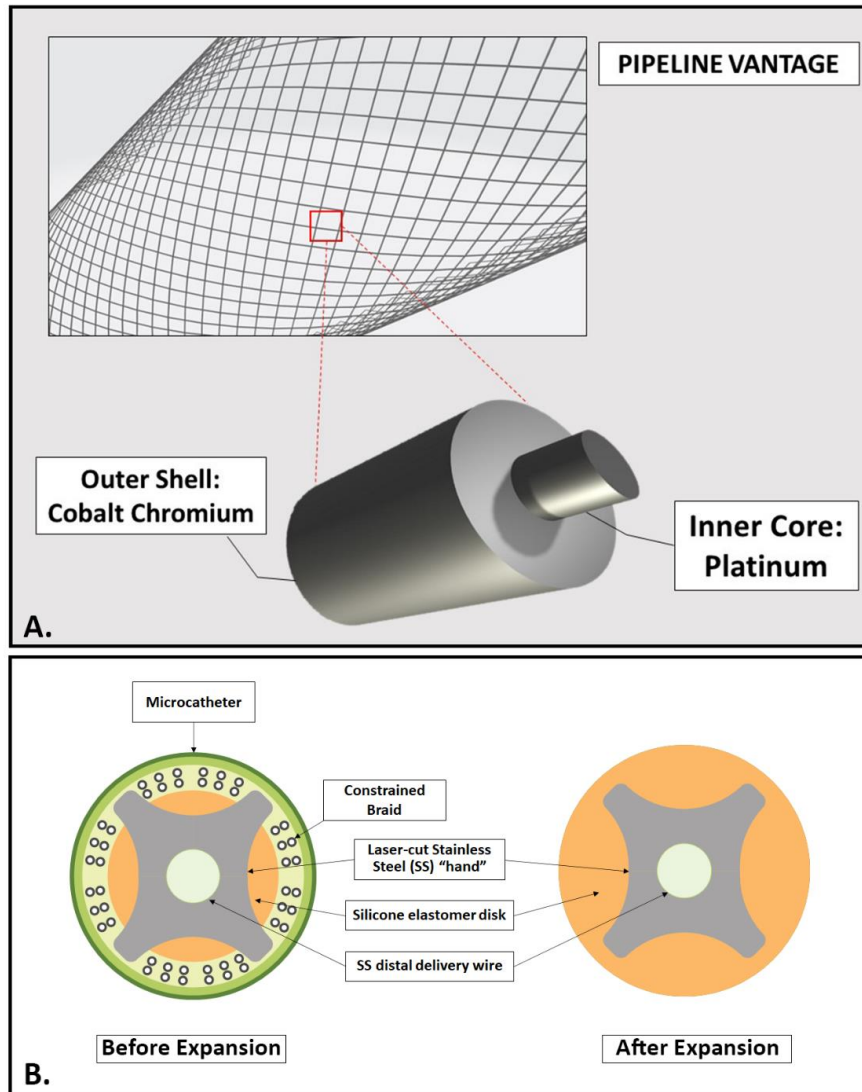 PIPELINE VANTAGE
Outer Shell:
Cobalt Chromium
Inner Core:
Platinum
A.
Microcatheter
Constrained
Braid
Laser-cut Stainless
Steel (SS) “hand”
Silicone elastomer disk
SS distal delivery wire
Before Expansion
After Expansion
B.